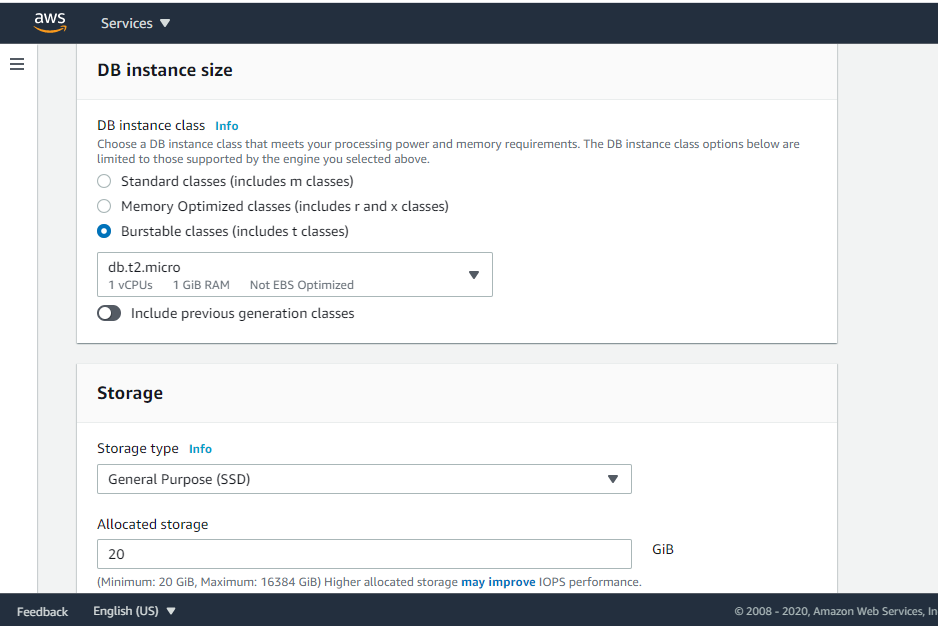 aws
Services
DB instance size
DB instance class Info
Choose a DB instance class that meets your processing power and memory requirements. The DB instance class options below are
limited to those supported by the engine you selected above.
Standard classes (includes m classes)
Memory Optimized classes (includes r and x classes)
Burstable classes (includes t classes)
db.t2.micro
1 vCPUs 1 GiB RAM Not EBS Optimized
Include previous generation classes
Storage
Storage type Info
General Purpose (SSD)
Allocated storage
20
GiB
(Minimum: 20 GiB, Maximum: 16384 GiB) Higher allocated storage may improve IOPS performance.
Feedback English (US) © 2008 - 2020, Amazon Web Services, In